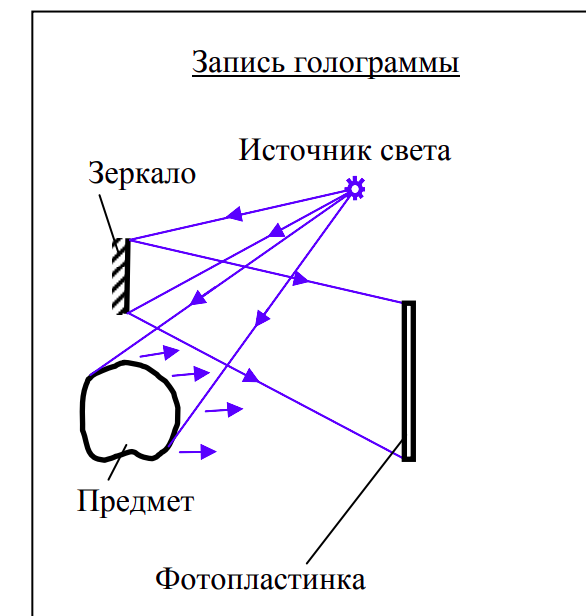 Запись голограммы
Источник света
Зеркало
Предмет
Фотопластинка